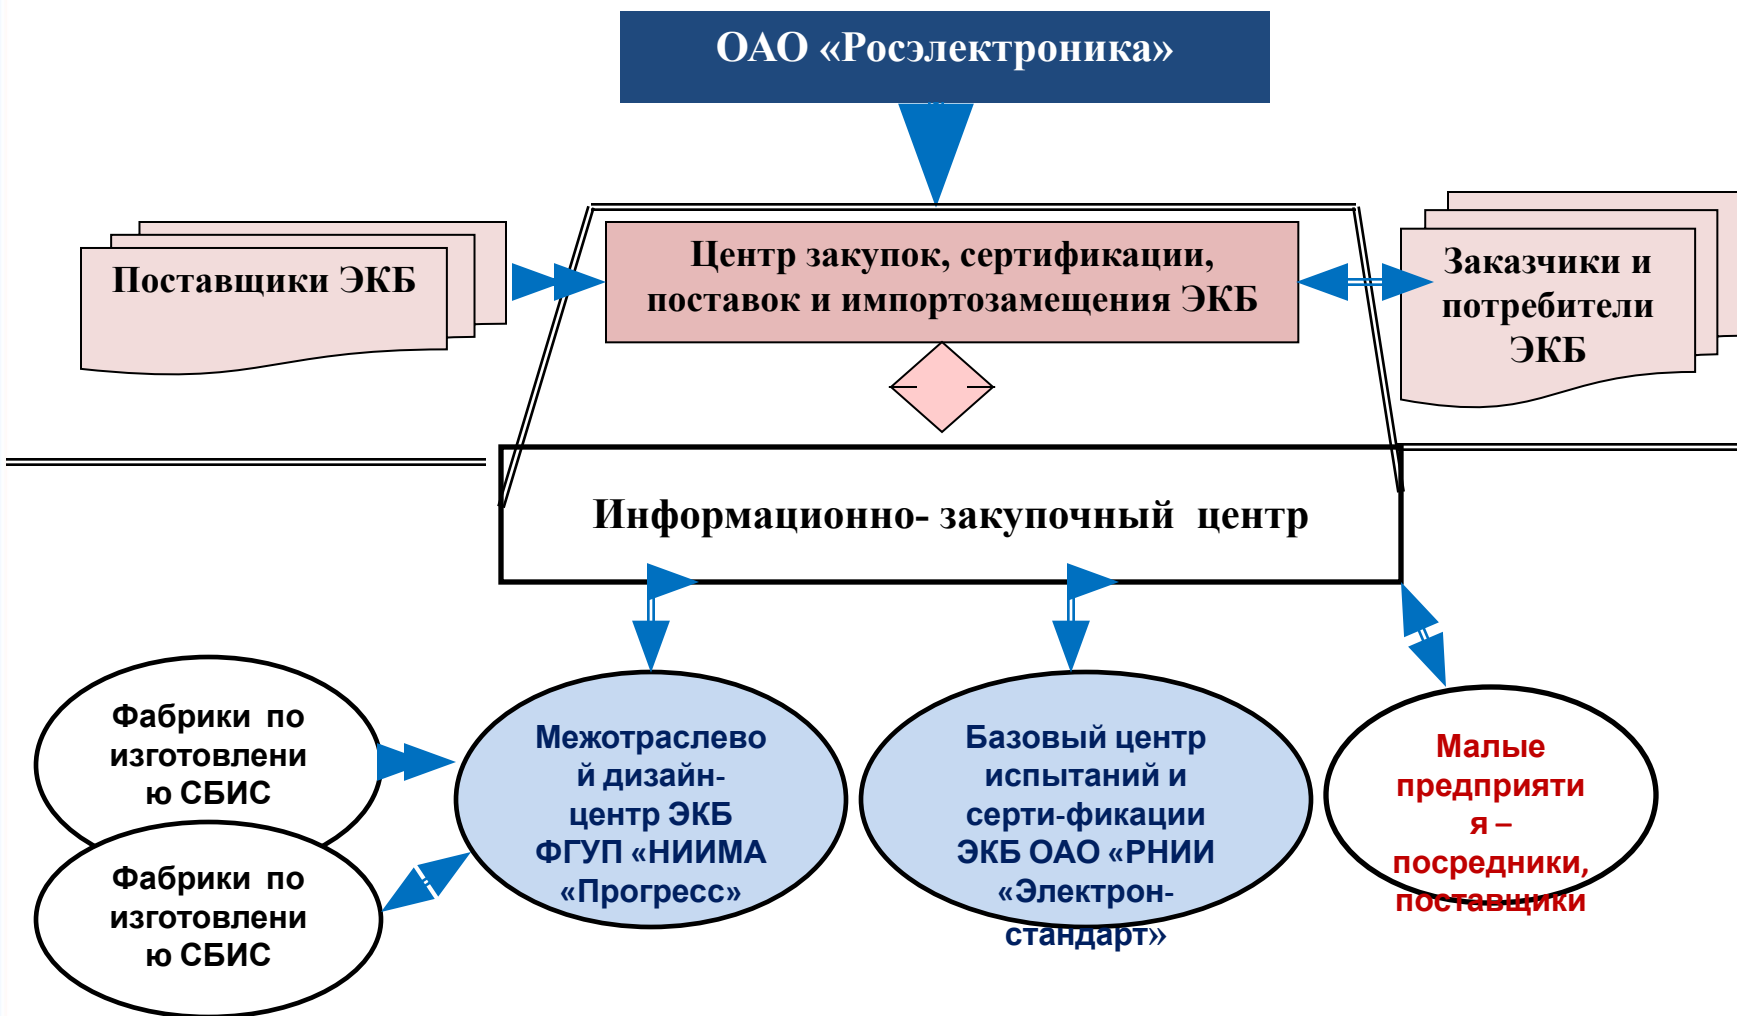 ОАО «Росэлектроника»
Поставщики ЭКБ
Центр закупок, сертификации,
поставок и импортозамещения ЭКБ
Заказчики и
потребители
ЭКБ
Информационно- закупочный центр
Фабрики по
изготовлени
ю СБИС
Фабрики по
изготовлени
ю СБИС
Межотраслево
й дизайн-
центр ЭКБ
ФГУП «НИИМА
«Прогресс»
Базовый центр
испытаний и
серти-фикации
ЭКБ ОАО «РНИИ
«Электрон-
стандарт»
Малые
предприяти
я –
посредники,
поставщики